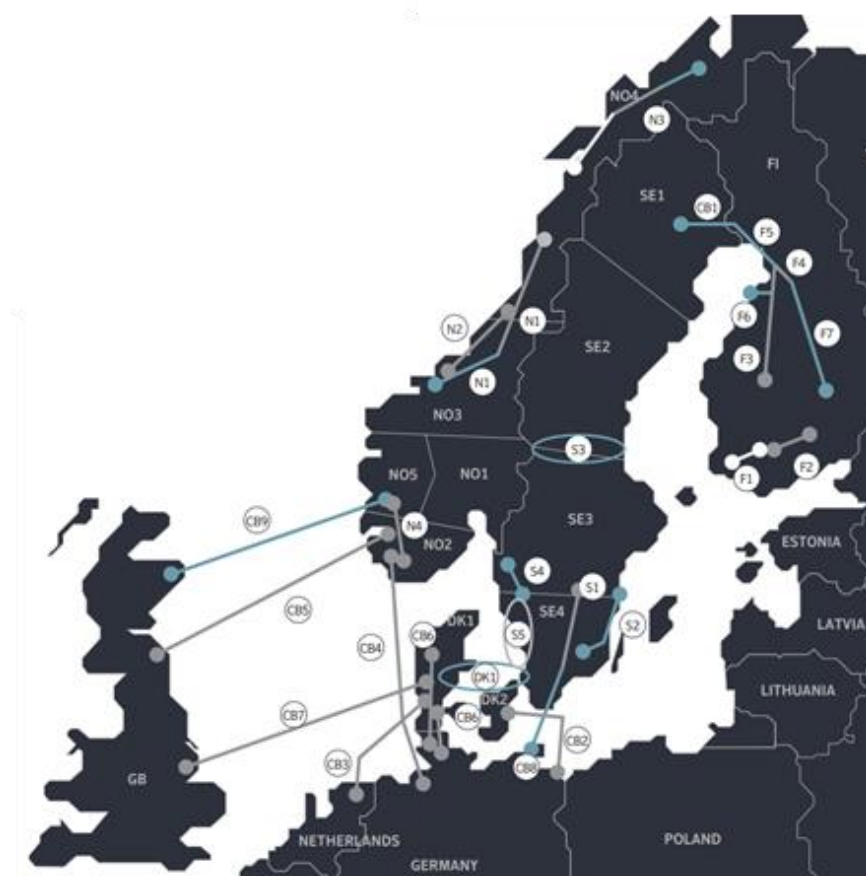 NO4
N3
FI
SE1
CB1
F5
F4
N2
N1
F6
F7
SE2
F3
N1
NO3
S3
F1
F2
NO5
NO1
CB9
N4
SE3
NO2
ESTONIA
S4
S1
CB5
SE4
DK1
S5
S2
LATVIA
CB6
CB4
DK1
LITHUANIA
DK2
CB7
CB6
CB2
CB3
CB8
GB
NETHERLANDS
POLAND
GERMANY